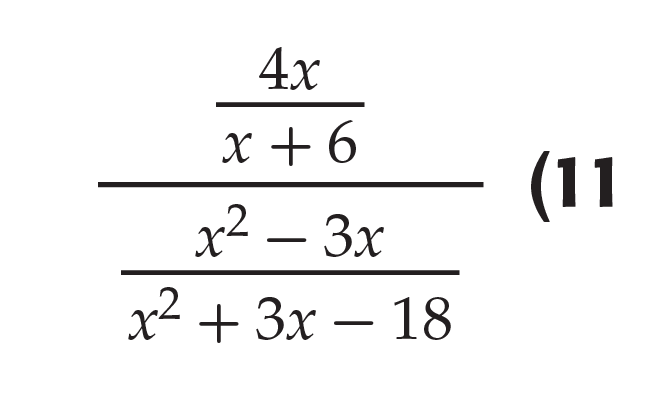 4x
x + 6
x² − 3x
x² + 3x − 18
(11